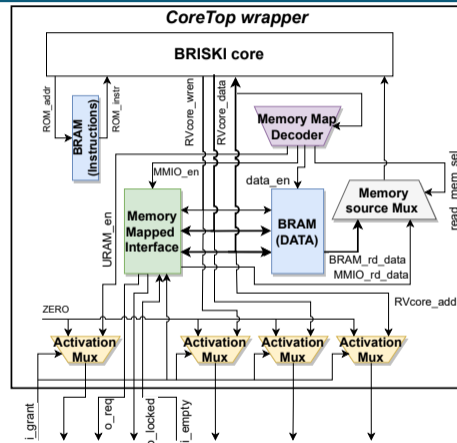 CoreTop wrapper
BRISKI core
ROM_addr
BRAM
(Instructions)
ROM_instr
RVcore_wren
RVcore_data
Memory Map
Decoder
read_mem_sel
MMIO_en
data_en
URAM_en
Memory
Mapped
Interface
BRAM
(DATA)
Memory
source Mux
BRAM_rd_data
MMIO_rd_data
RVcore_add
ZERO
Activation
Mux
Activation
Mux
Activation
Mux
Activation
Mux
i_grant
o_req
o_locked
i_empty